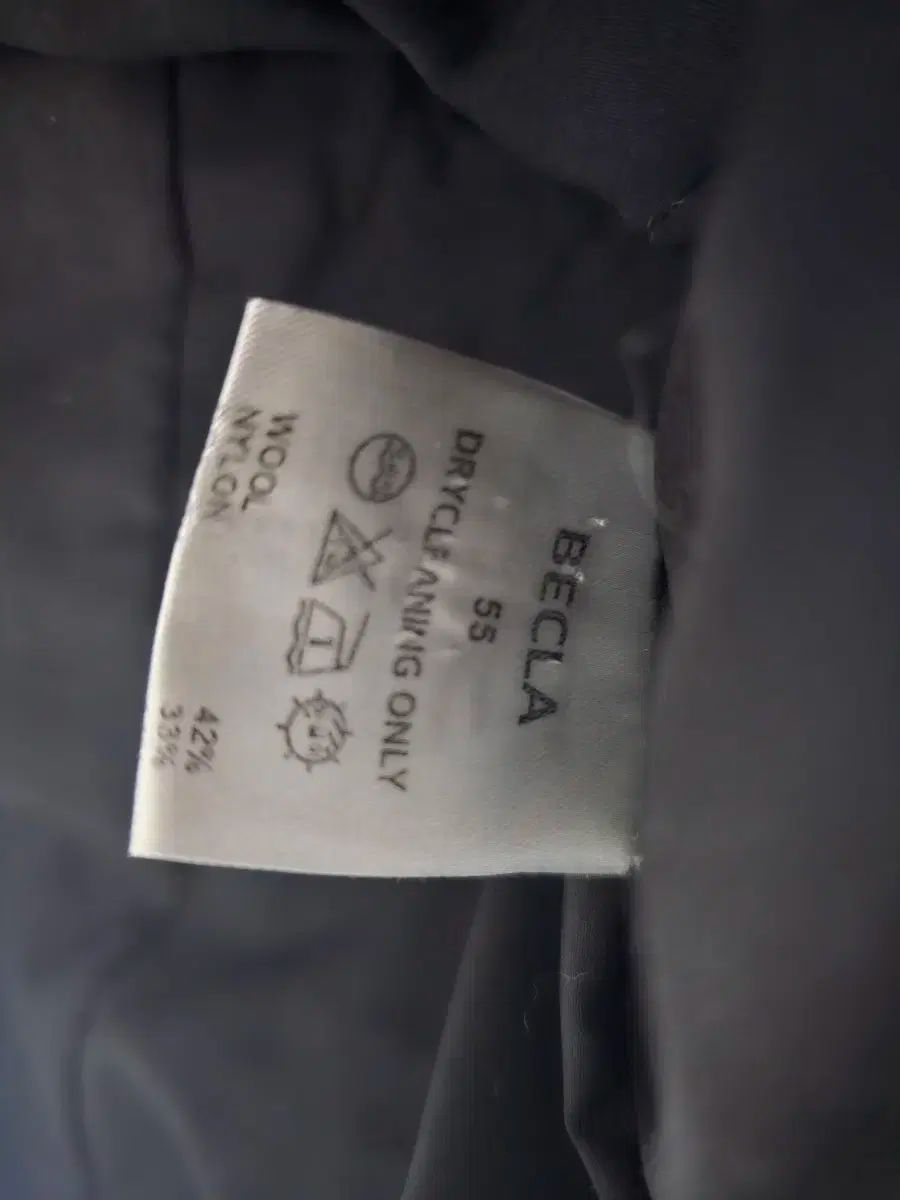 BECLA
55
DRYCLEANING ONLY
WOOL 42%
NYLON 33%